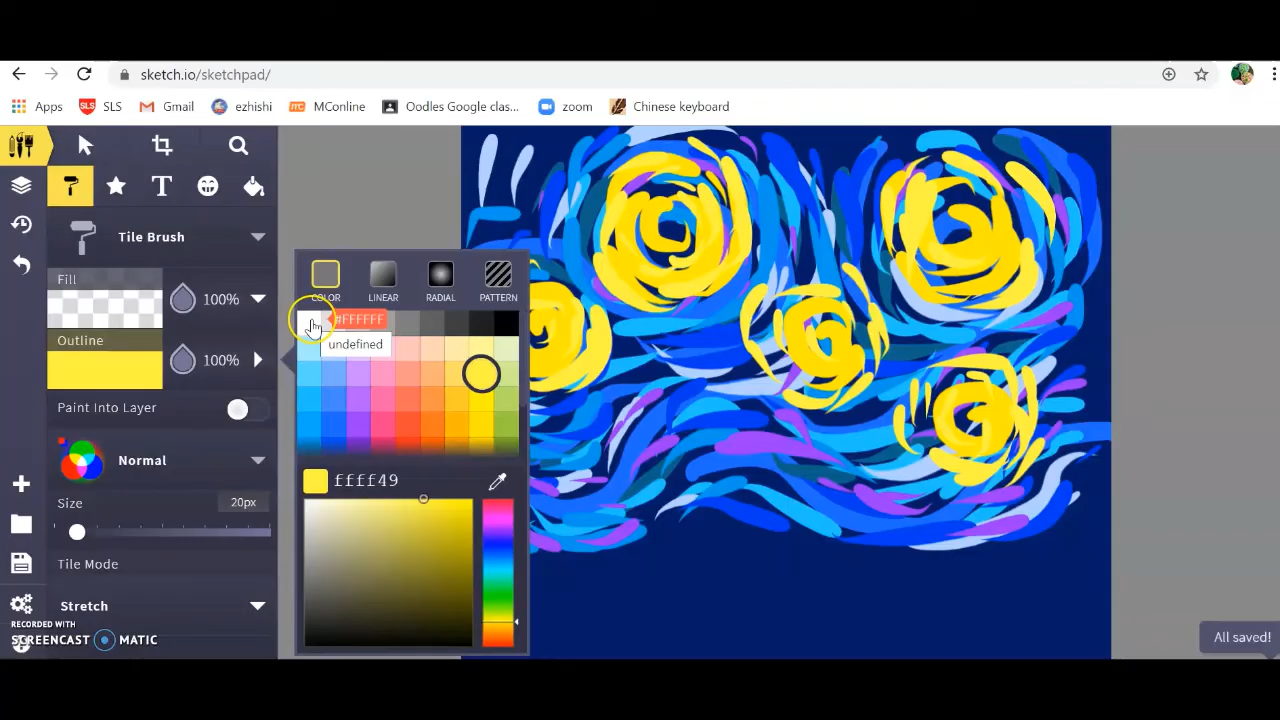 sketch.io/sketchpad/
Apps SLS SLS Gmail ezhishi MC MConline Oodles Google clas... zoom Chinese keyboard
T
Tile Brush
Fill
100%
Outline
100%
Paint Into Layer
Normal
Size 20px
Tile Mode
Stretch
RECORDED WITH
SCREENCAST MATIC
COLOR LINEAR RADIAL PATTERN
#FFFFFF
undefined
ffff49
All saved!